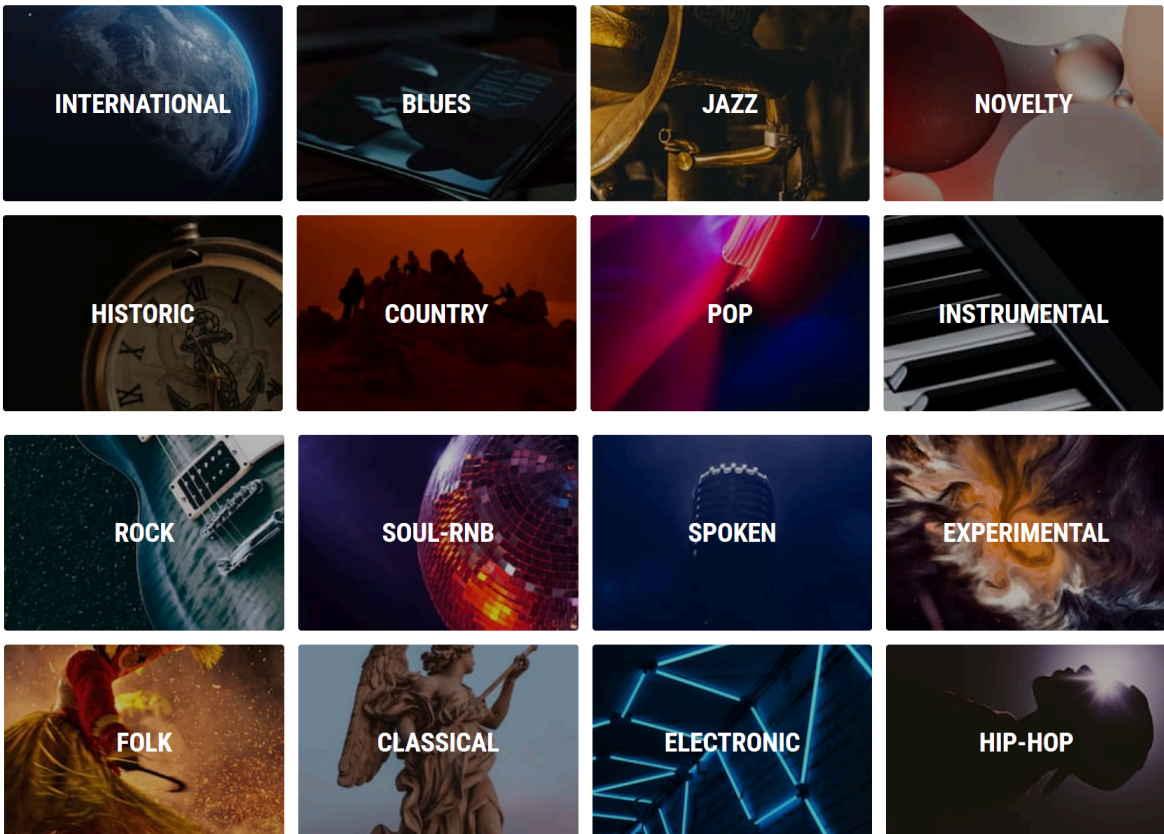 INTERNATIONAL
BLUES
JAZZ
NOVELTY
HISTORIC
COUNTRY
POP
INSTRUMENTAL
ROCK
SOUL-RNB
SPOKEN
EXPERIMENTAL
FOLK
CLASSICAL
ELECTRONIC
HIP-HOP